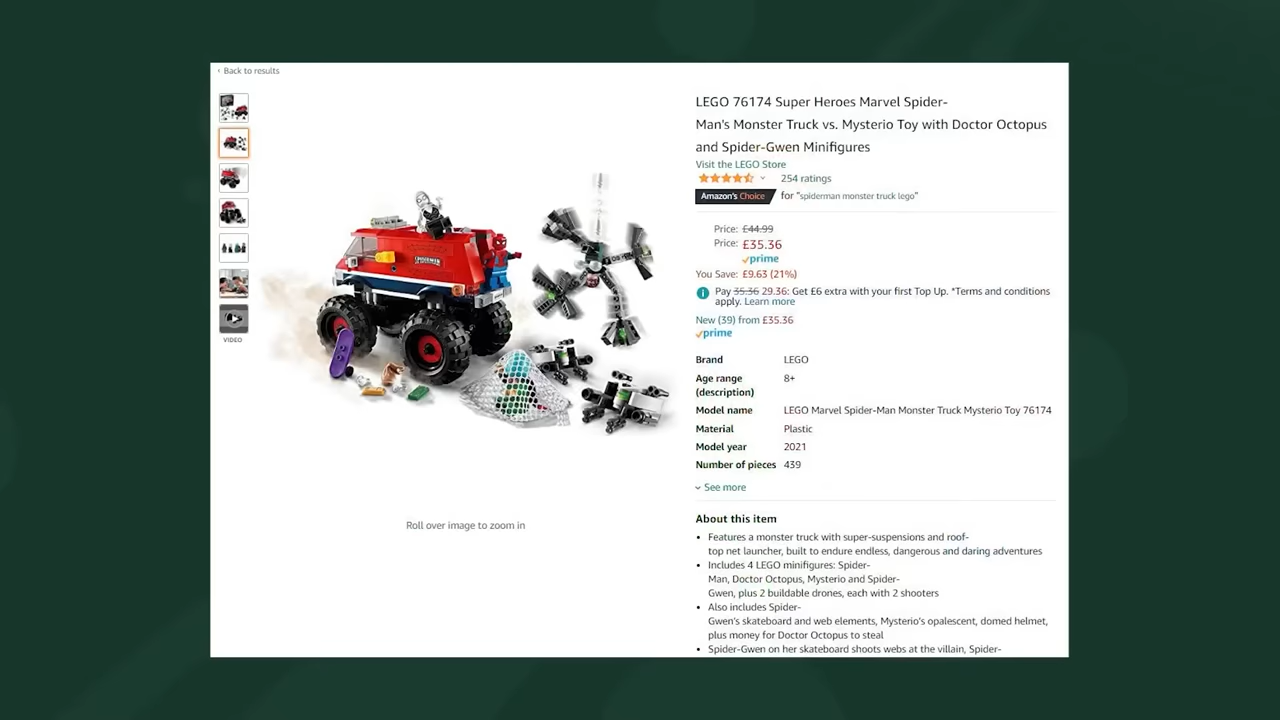 ‹ Back to results
LEGO 76174 Super Heroes Marvel Spider-
Man's Monster Truck vs. Mysterio Toy with Doctor Octopus
and Spider-Gwen Minifigures
Visit the LEGO Store
254 ratings
Amazon's Choice for "spiderman monster truck lego"
Price: £44.99
Price: £35.36
prime
You Save: £9.63 (21%)
Pay 35.36 29.36: Get £6 extra with your first Top Up. *Terms and conditions
apply. Learn more
New (39) from £35.36
prime
VIDEO
Brand LEGO
Age range 8+
(description)
Model name LEGO Marvel Spider-Man Monster Truck Mysterio Toy 76174
Material Plastic
Model year 2021
Number of pieces 439
See more
Roll over image to zoom in
About this item
• Features a monster truck with super-suspensions and roof-
top net launcher, built to endure endless, dangerous and daring adventures
• Includes 4 LEGO minifigures: Spider-
Man, Doctor Octopus, Mysterio and Spider-
Gwen, plus 2 buildable drones, each with 2 shooters
• Also includes Spider-
Gwen's skateboard and web elements, Mysterio's opalescent, domed helmet,
plus money for Doctor Octopus to steal
• Spider-Gwen on her skateboard shoots webs at the villain, Spider-